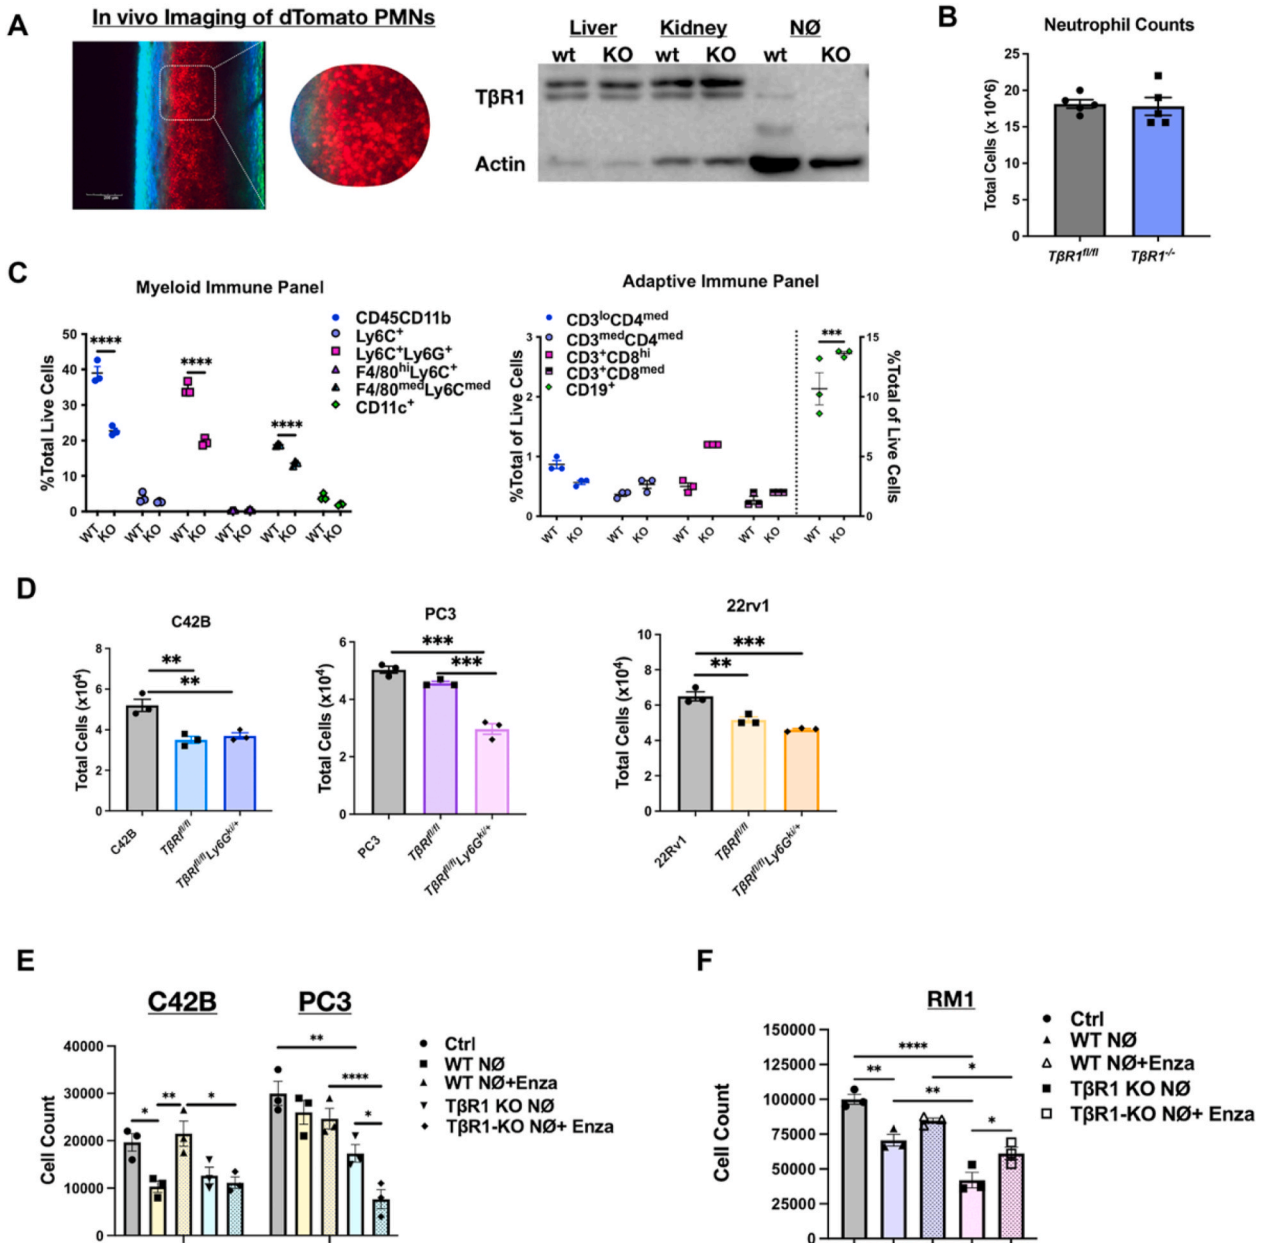 A
In vivo Imaging of dTomato PMNs
Liver Kidney NØ
wt KO wt KO wt KO
TβR1
Actin
B
Neutrophil Counts
Total Cells (x 10^6)
25
20
15
10
5
0
TβR1fl/fl TβR1-/-
C
Myeloid Immune Panel
%Total Live Cells
50
40
30
20
10
0
**** **** ****
WT KO WT KO WT KO WT KO WT KO WT KO
CD45CD11b
Ly6C+
Ly6C+Ly6G+
F4/80hiLy6C+
F4/80medLy6Cmed
CD11c+
Adaptive Immune Panel
%Total of Live Cells
3
2
1
0
CD3loCD4med
CD3medCD4med
CD3+CD8hi
CD3+CD8med
CD19+
***
15
10
5
0
%Total of Live Cells
WT KO WT KO WT KO WT KO WT KO
D
C42B
Total Cells (x10⁴)
8
6
4
2
0
**
**
C42B TβRIfl/fl TβRIfl/flLy6Gki/+
PC3
Total Cells (x10⁴)
6
4
2
0
***
***
PC3 TβRIfl/fl TβRIfl/flLy6Gki/+
22rv1
Total Cells (x10⁴)
10
8
6
4
2
0
***
**
22Rv1 TβRIfl/fl TβRIfl/flLy6Gki/+
E
C42B PC3
Cell Count
40000
30000
20000
10000
0
* ** *
**
****
*
Ctrl
WT NØ
WT NØ+Enza
TβR1 KO NØ
TβR1-KO NØ+ Enza
F
RM1
Cell Count
150000
125000
100000
75000
50000
25000
0
****
** *
**
*
Ctrl
WT NØ
WT NØ+Enza
TβR1 KO NØ
TβR1-KO NØ+ Enza